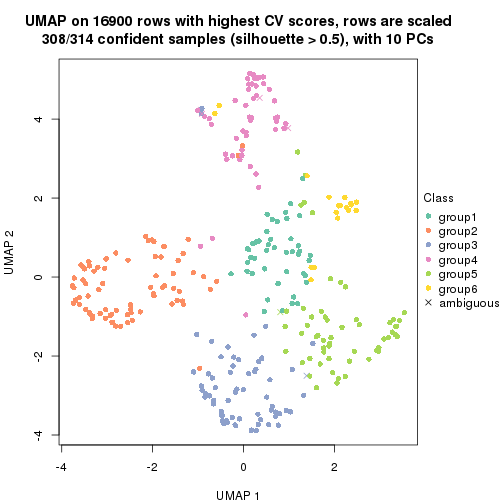 UMAP on 16900 rows with highest CV scores, rows are scaled
308/314 confident samples (silhouette > 0.5), with 10 PCs
4
2
0
-2
-4
UMAP 2
-4
-2
0
2
UMAP 1
Class
group1
group2
group3
group4
group5
group6
ambiguous